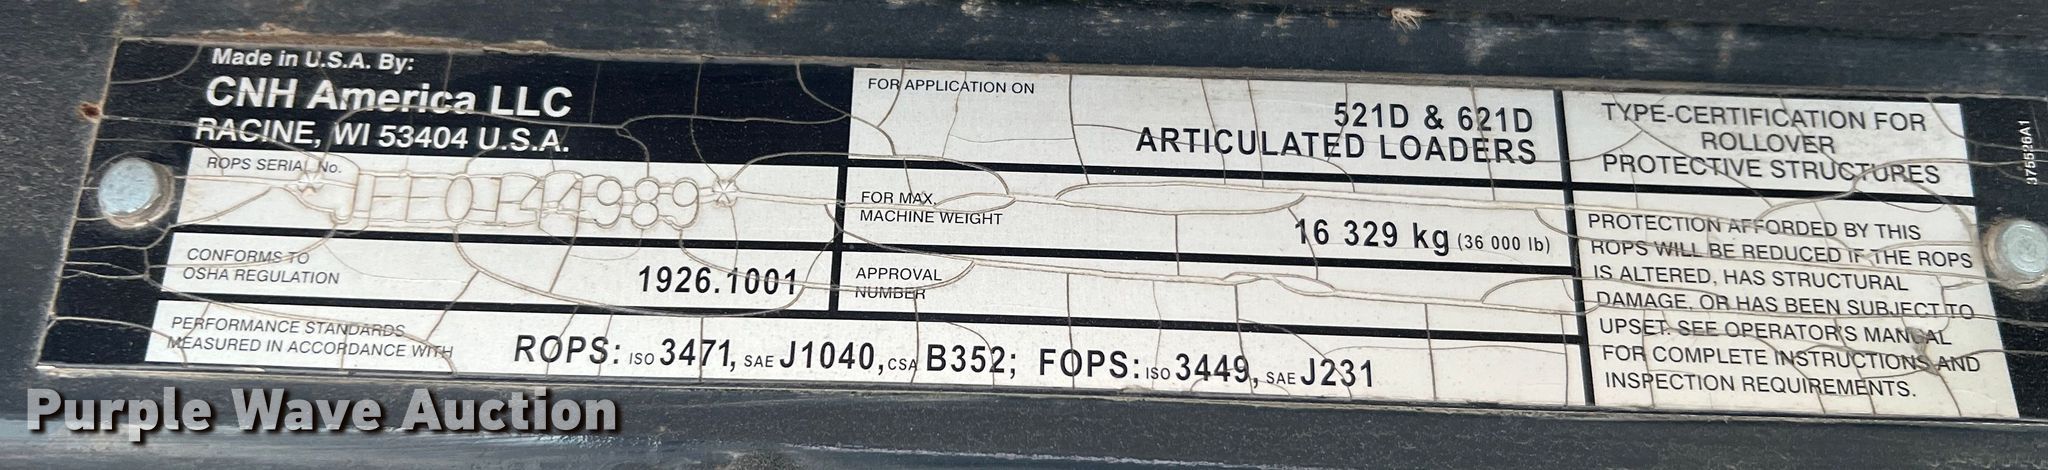 Made in U.S.A. By:
CNH America LLC
RACINE, WI 53404 U.S.A.
ROPS SERIAL No.
CONFORMS TO
OSHA REGULATION
1926.1001
PERFORMANCE STANDARDS
MEASURED IN ACCORDANCE WITH
ROPS: ISO 3471, SAE J1040, CSA B352; FOPS: ISO 3449, SAE J231
FOR APPLICATION ON
521D & 621D
ARTICULATED LOADERS
FOR MAX.
MACHINE WEIGHT
16 329 kg (36 000 lb)
APPROVAL
NUMBER
TYPE-CERTIFICATION FOR
ROLLOVER
PROTECTIVE STRUCTURES
PROTECTION AFFORDED BY THIS
ROPS WILL BE REDUCED IF THE ROPS
IS ALTERED, HAS STRUCTURAL
DAMAGE, OR HAS BEEN SUBJECT TO
UPSET. SEE OPERATOR'S MANUAL
FOR COMPLETE INSTRUCTIONS AND
INSPECTION REQUIREMENTS.
Purple Wave Auction